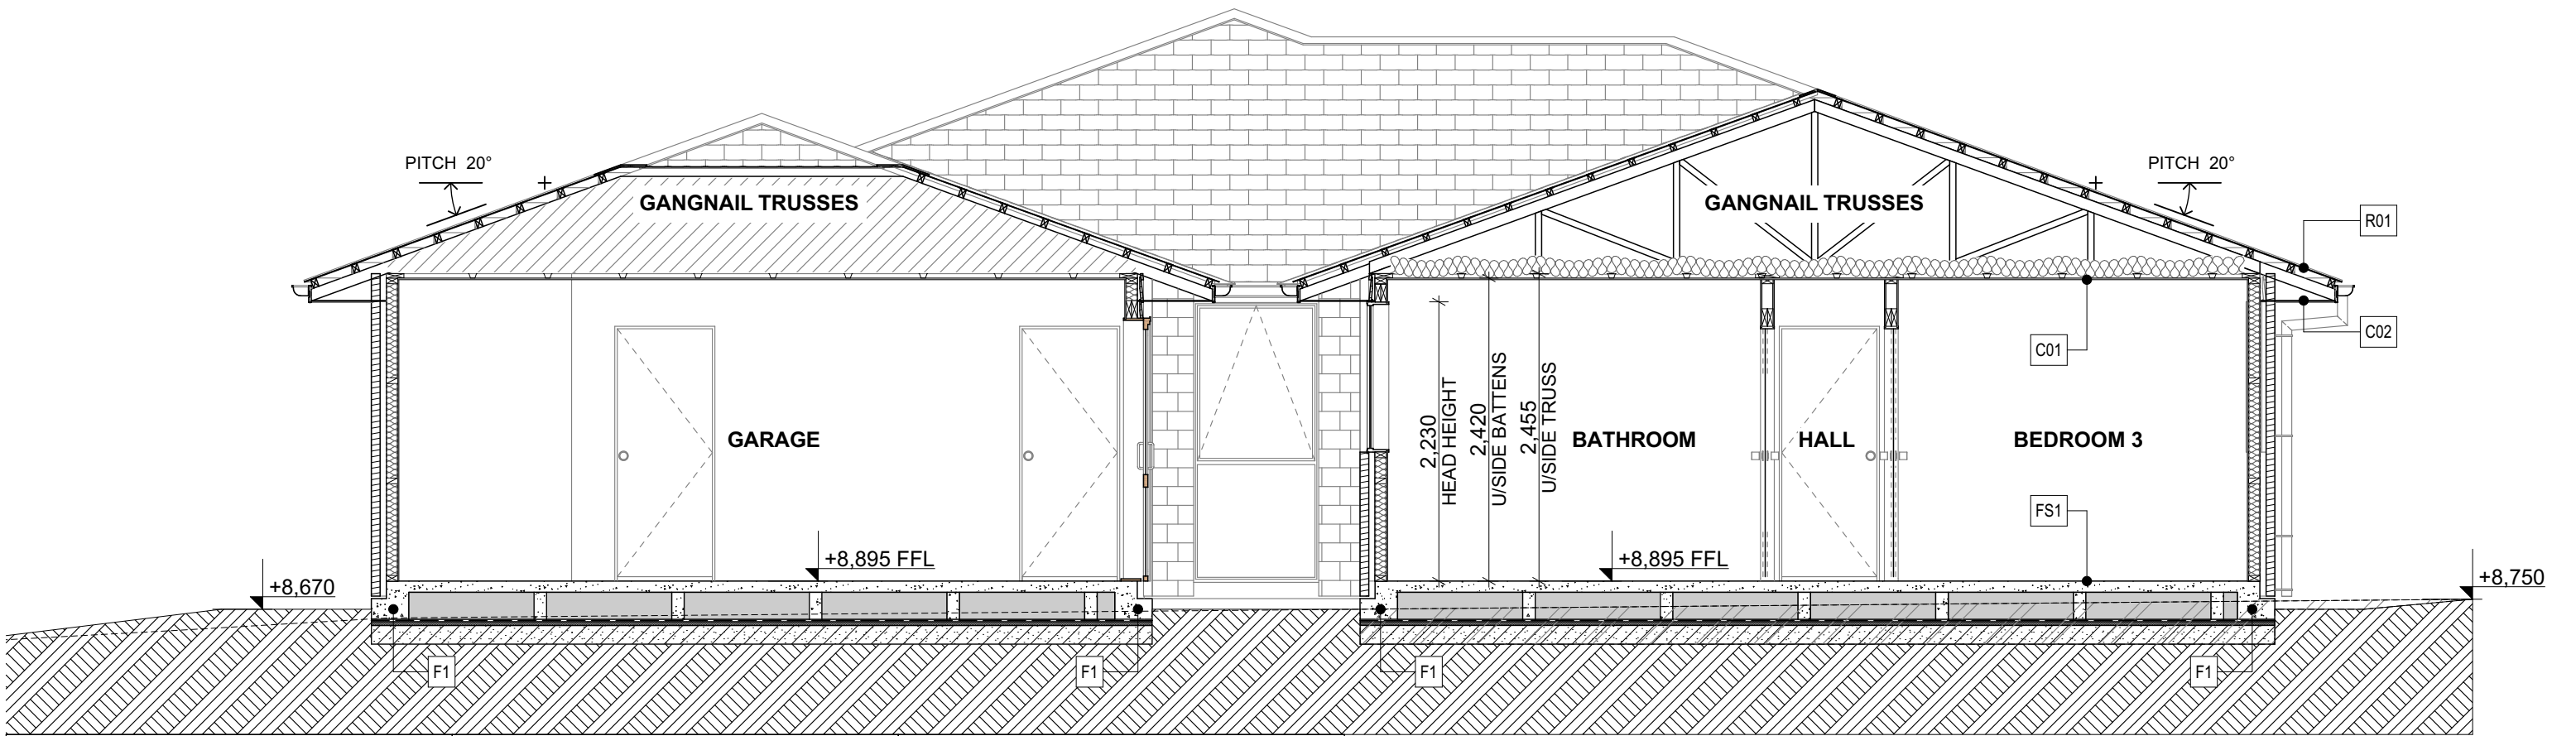 PITCH 20°
PITCH 20°
GANGNAIL TRUSSES
GANGNAIL TRUSSES
R01
C02
C01
2,230
HEAD HEIGHT
2,420
U/SIDE BATTENS
2,455
U/SIDE TRUSS
GARAGE
BATHROOM
HALL
BEDROOM 3
FS1
+8,895 FFL
+8,895 FFL
+8,670
+8,750
F1
F1
F1
F1